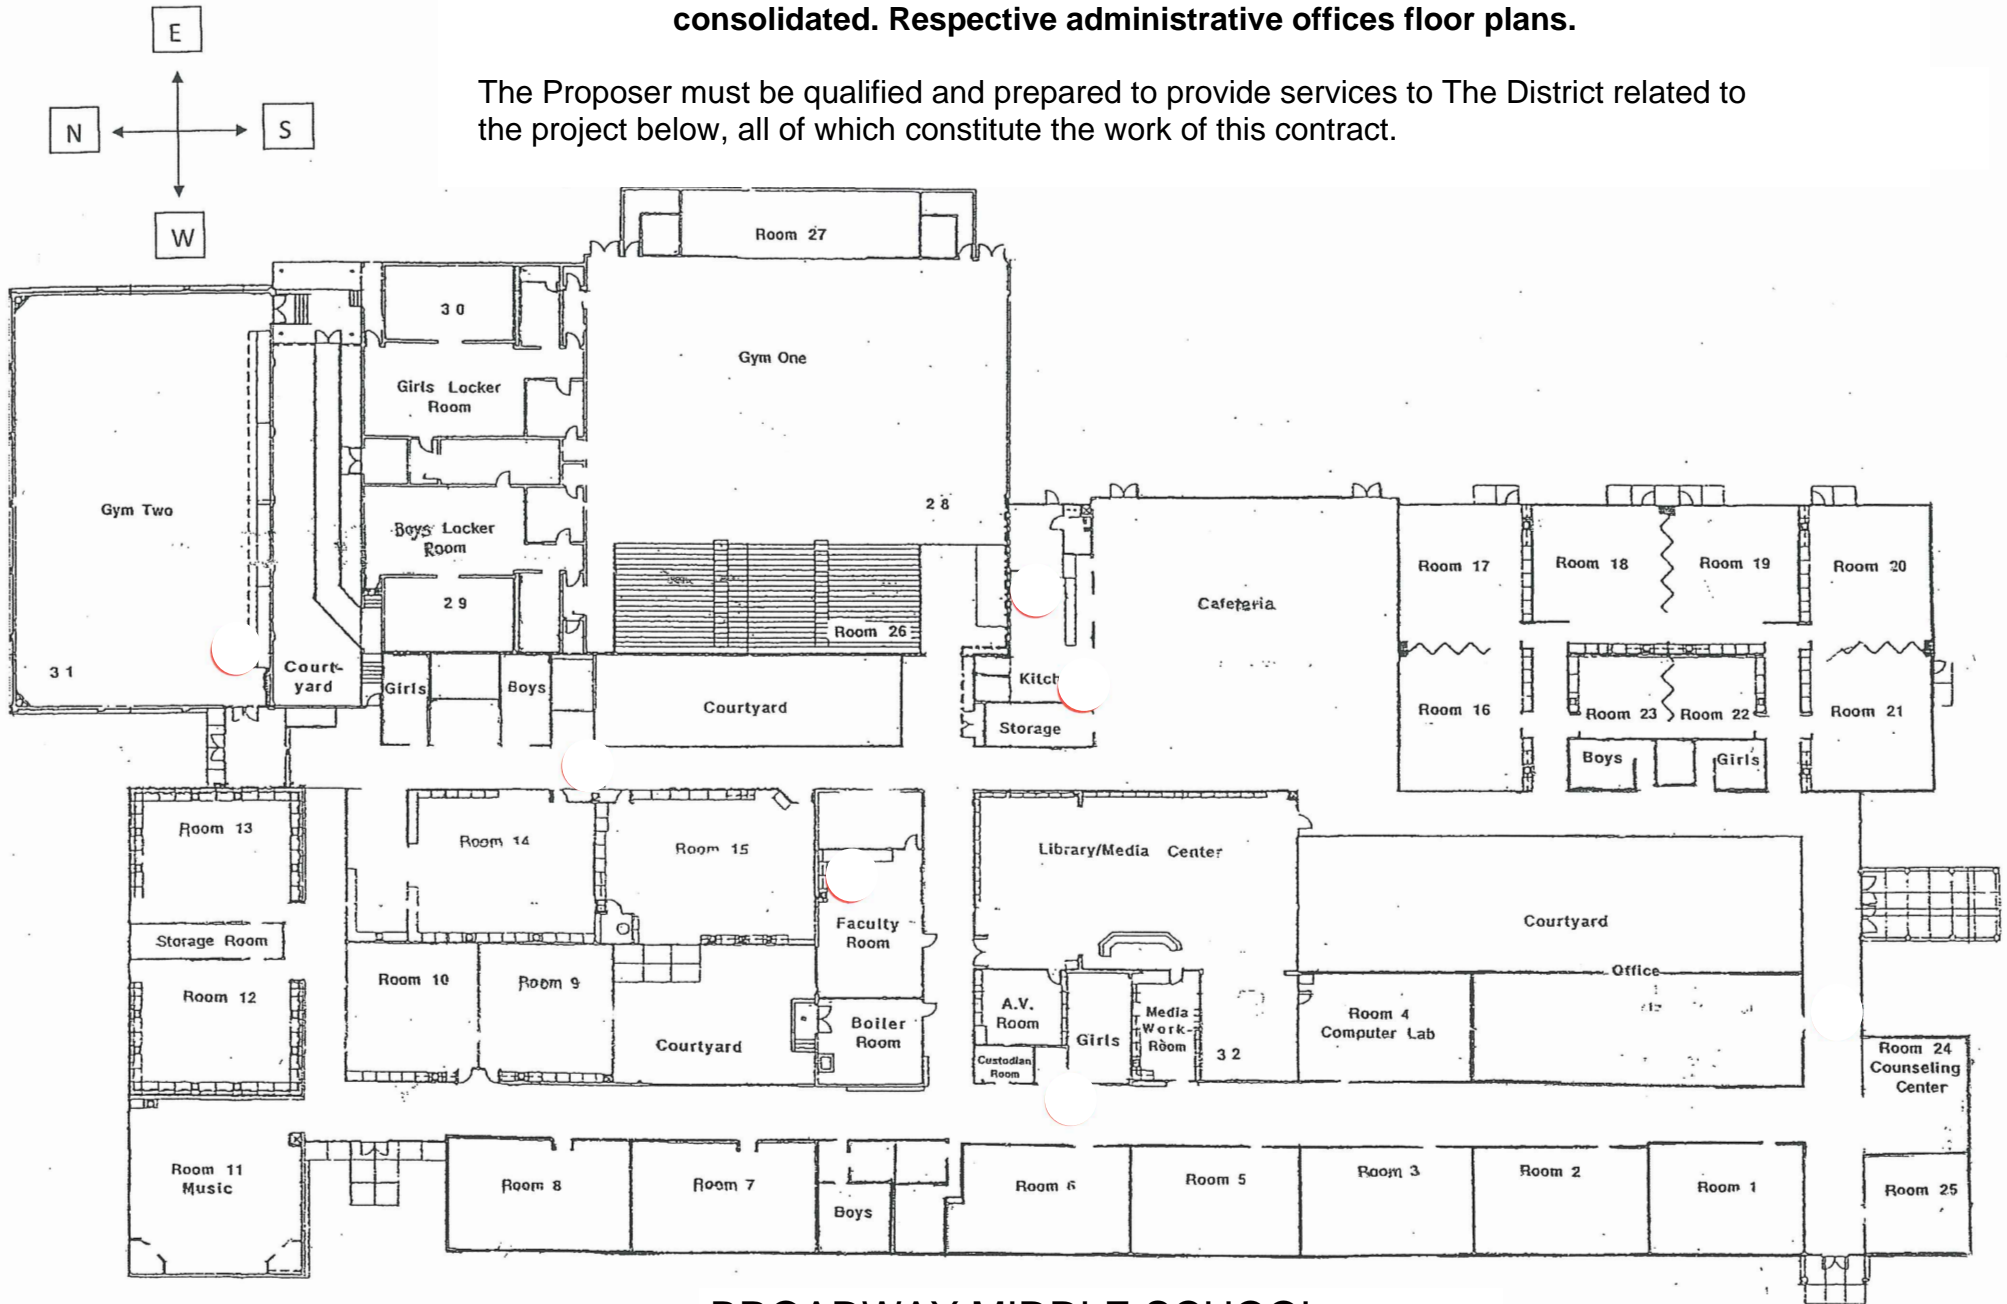 consolidated. Respective administrative offices floor plans.
The Proposer must be qualified and prepared to provide services to The District related to
the project below, all of which constitute the work of this contract.
E
N
S
W
Room 27
30
Gym One
Girls Locker
Room
Gym Two
28
Boys Locker
Room
29
Room 26
Room 17
Room 18
Room 19
Room 20
Cafeteria
31
Court-
yard
Girls
Boys
Courtyard
Kitch
Storage
Room 16
Room 23
Room 22
Room 21
Boys
Girls
Room 13
Room 14
Room 15
Library/Media Center
Faculty
Room
Courtyard
Storage Room
Office
Room 12
Room 10
Room 9
Courtyard
Boiler
Room
A.V.
Room
Custodian
Room
Girls
Media
Work-
Room
32
Room 4
Computer Lab
Room 24
Counseling
Center
Room 11
Music
Room 8
Room 7
Boys
Room 6
Room 5
Room 3
Room 2
Room 1
Room 25
BROADWAY MIDDLE SCHOOL